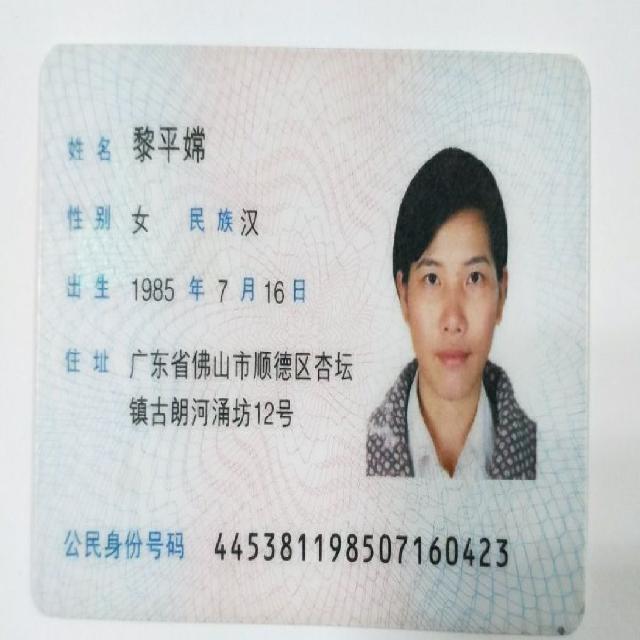 姓名 黎平嫦
性别 女 民族 汉
出生 1985 年 7 月 16 日
住址 广东省佛山市顺德区杏坛
镇古朗河涌坊12号
公民身份号码 445381198507160423